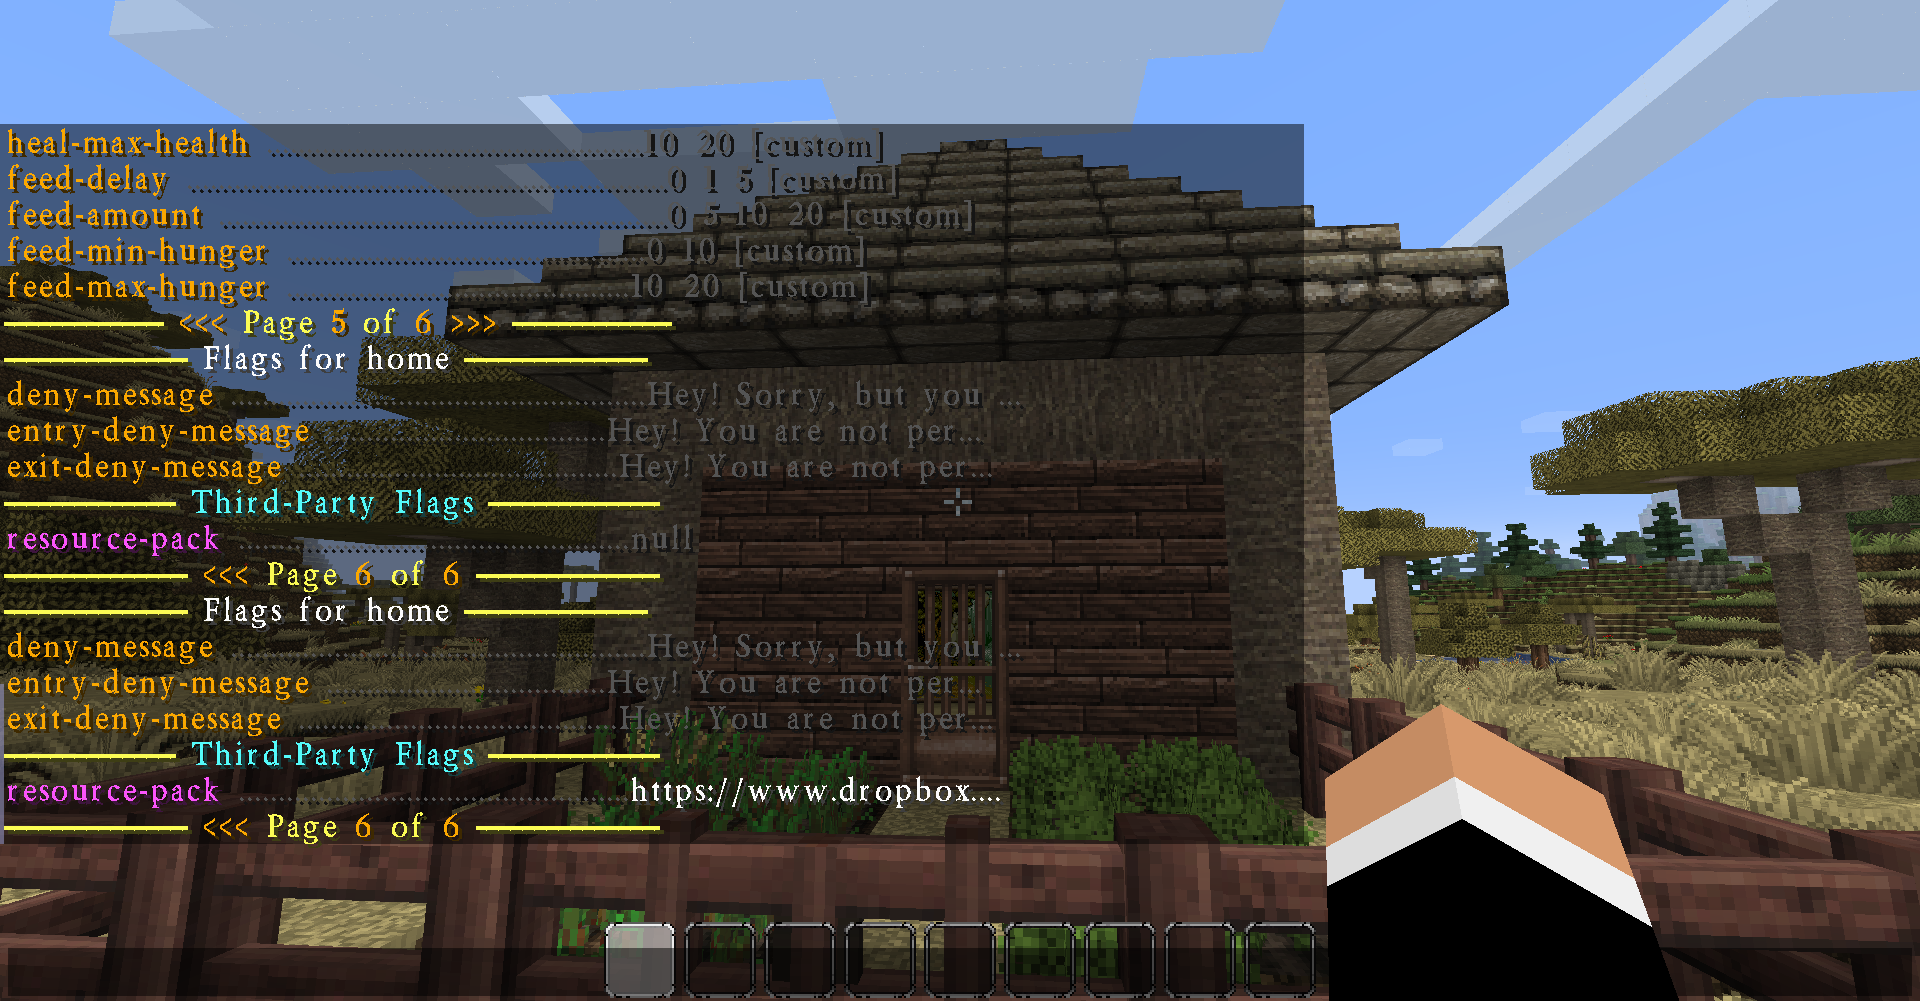 heal-max-health ........................................10 20 [custom]
feed-delay ...................................................0 1 5 [custom]
feed-amount ...............................................0 5 10 20 [custom]
feed-min-hunger ......................................0 10 [custom]
feed-max-hunger ....................................10 20 [custom]
<<< Page 5 of 6 >>>
Flags for home
deny-message ............................................Hey! Sorry, but you ...
entry-deny-message .............................Hey! You are not per...
exit-deny-message .................................Hey! You are not per...
Third-Party Flags
resource-pack ..........................................null
<<< Page 6 of 6
Flags for home
deny-message ............................................Hey! Sorry, but you ...
entry-deny-message .............................Hey! You are not per...
exit-deny-message .................................Hey! You are not per...
Third-Party Flags
resource-pack ..........................................https://www.dropbox....
<<< Page 6 of 6